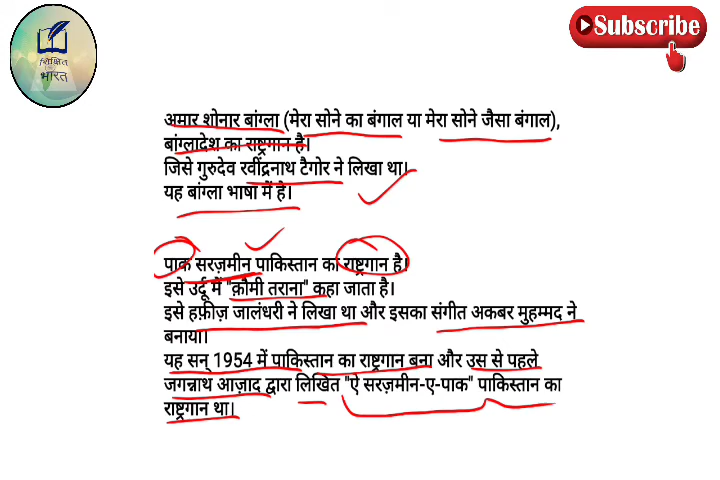 शिक्षित
भारत
Subscribe
अमार शोनार बांग्ला (मेरा सोने का बंगाल या मेरा सोने जैसा बंगाल),
बांग्लादेश का राष्ट्रगान है।
जिसे गुरुदेव रवींद्रनाथ टैगोर ने लिखा था।
यह बांग्ला भाषा में है।
पाक सरज़मीन पाकिस्तान का राष्ट्रगान है।
इसे उर्दू में "क़ौमी तराना" कहा जाता है।
इसे हफ़ीज़ जालंधरी ने लिखा था और इसका संगीत अकबर मुहम्मद ने
बनाया।
यह सन् 1954 में पाकिस्तान का राष्ट्रगान बना और उस से पहले
जगन्नाथ आज़ाद द्वारा लिखित "ऐ सरज़मीन-ए-पाक" पाकिस्तान का
राष्ट्रगान था।